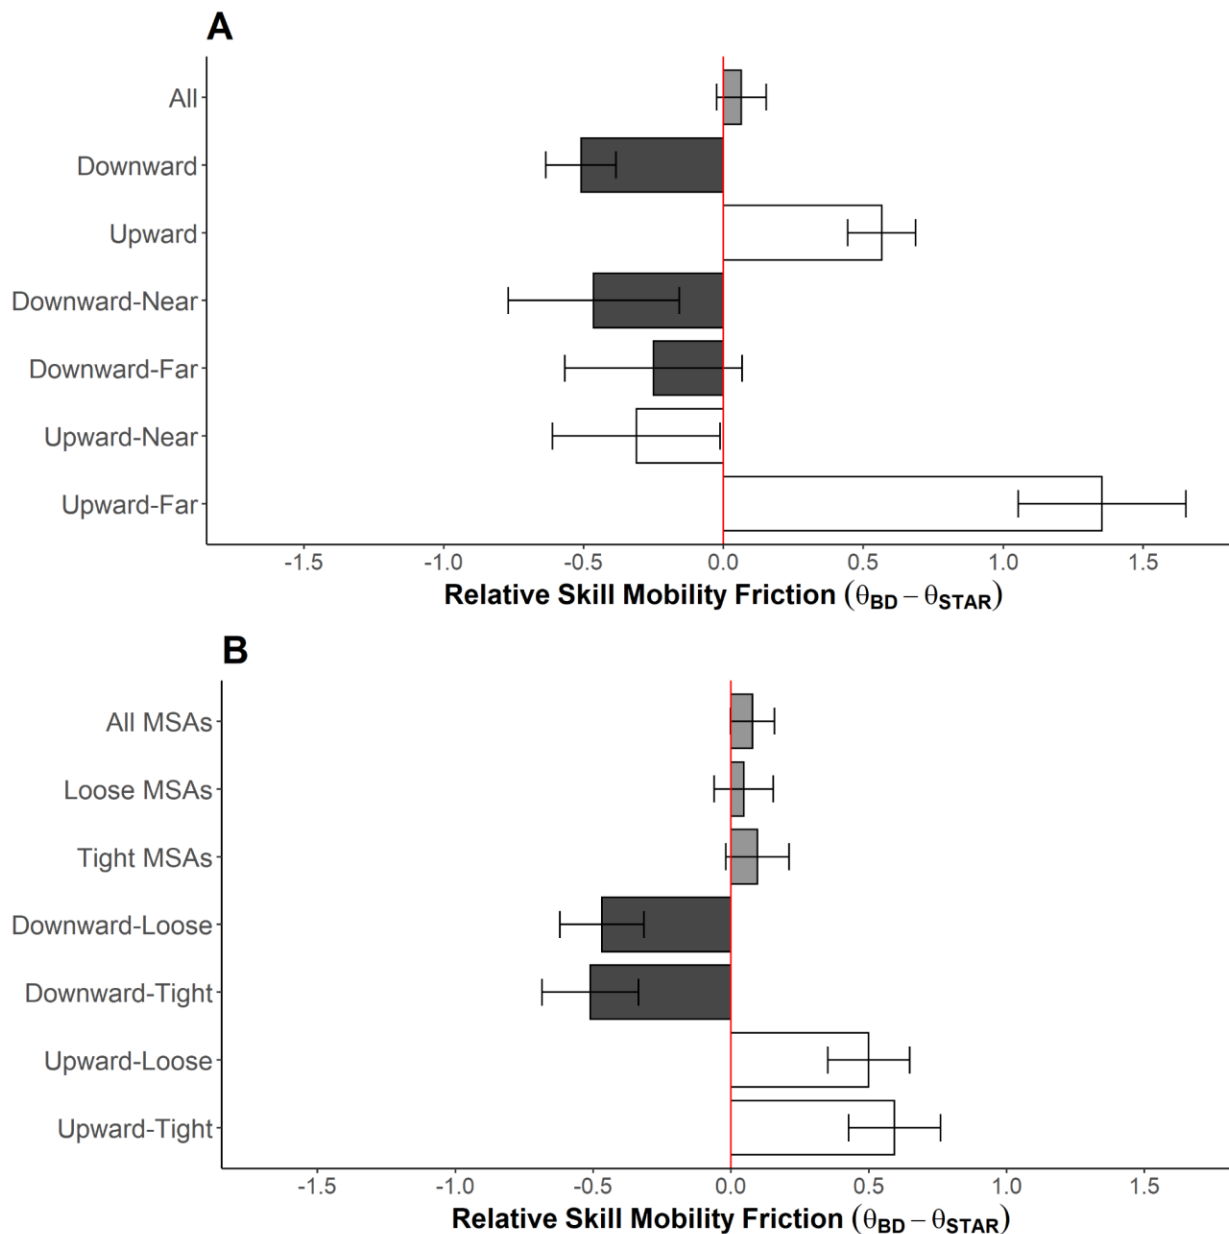 A
All
Downward
Upward
Downward-Near
Downward-Far
Upward-Near
Upward-Far
-1.5 -1.0 -0.5 0.0 0.5 1.0 1.5
Relative Skill Mobility Friction (θBD – θSTAR)
B
All MSAs
Loose MSAs
Tight MSAs
Downward-Loose
Downward-Tight
Upward-Loose
Upward-Tight
-1.5 -1.0 -0.5 0.0 0.5 1.0 1.5
Relative Skill Mobility Friction (θBD – θSTAR)